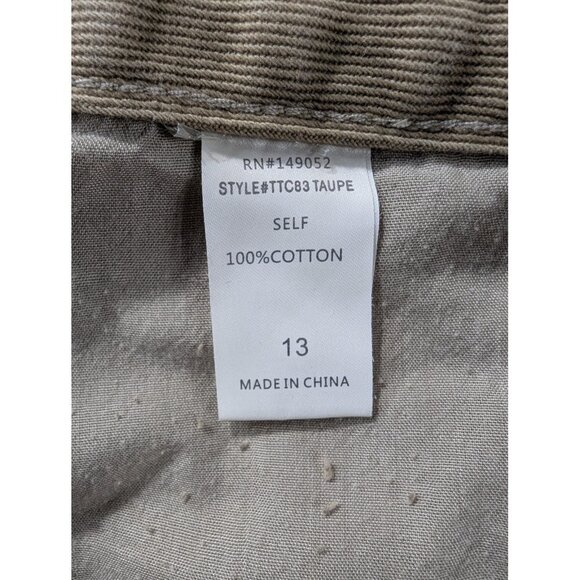 RN#149052
STYLE#TTC83 TAUPE
SELF
100%COTTON
13
MADE IN CHINA